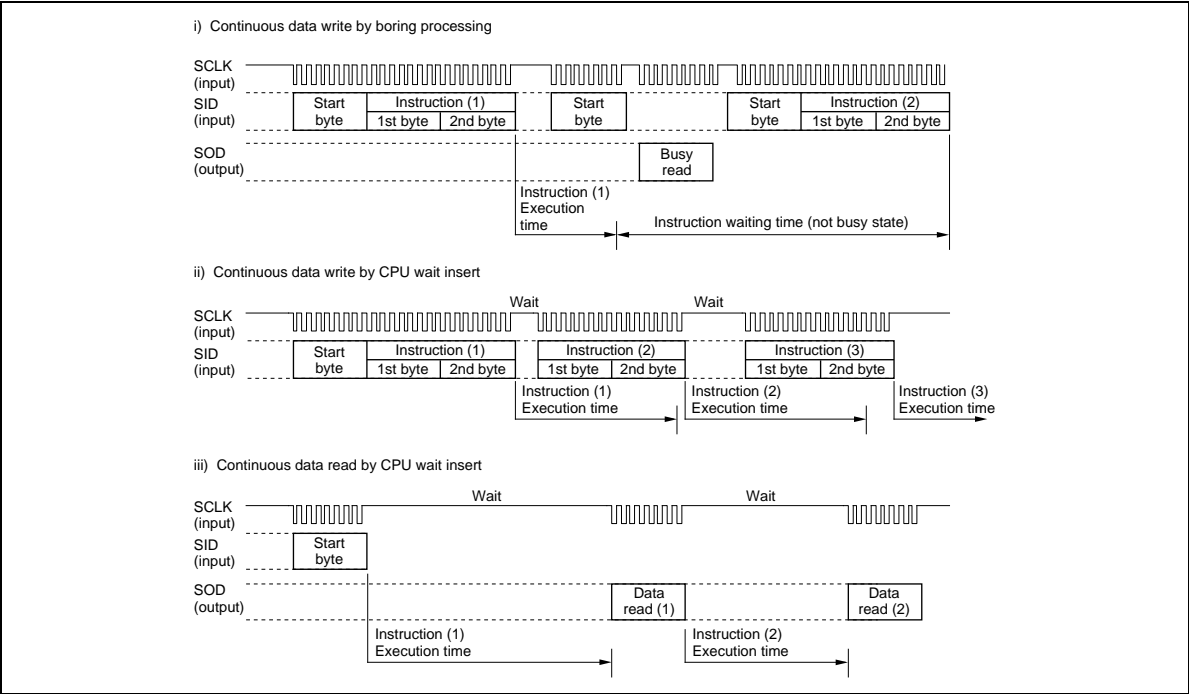 i) Continuous data write by boring processing
SCLK
(input)
SID
(input)
Start
byte
Instruction (1)
1st byte 2nd byte
Start
byte
Start
byte
Instruction (2)
1st byte 2nd byte
SOD
(output)
Busy
read
Instruction (1)
Execution
time
Instruction waiting time (not busy state)
ii) Continuous data write by CPU wait insert
Wait Wait
SCLK
(input)
SID
(input)
Start
byte
Instruction (1)
1st byte 2nd byte
Instruction (2)
1st byte 2nd byte
Instruction (3)
1st byte 2nd byte
Instruction (1)
Execution time
Instruction (2)
Execution time
Instruction (3)
Execution time
iii) Continuous data read by CPU wait insert
Wait Wait
SCLK
(input)
SID
(input)
Start
byte
SOD
(output)
Data
read (1)
Data
read (2)
Instruction (1)
Execution time
Instruction (2)
Execution time